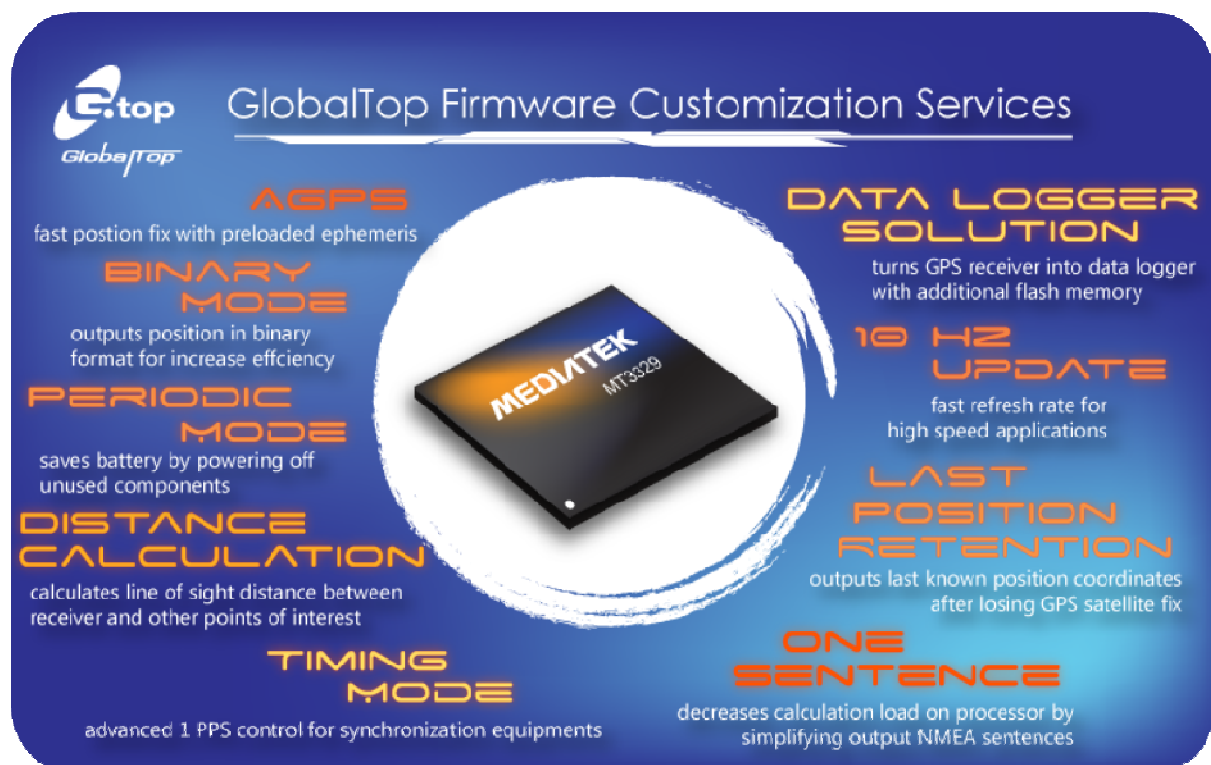 G.top
GlobalTop
GlobalTop Firmware Customization Services
AGPS
fast postion fix with preloaded ephemeris
BINARY
MODE
outputs position in binary
format for increase effciency
PERIODIC
MODE
saves battery by powering off
unused components
DISTANCE
CALCULATION
calculates line of sight distance between
receiver and other points of interest
TIMING
MODE
advanced 1 PPS control for synchronization equipments
MEDIATEK
MT3329
DATA LOGGER
SOLUTION
turns GPS receiver into data logger
with additional flash memory
10 HZ
UPDATE
fast refresh rate for
high speed applications
LAST
POSITION
RETENTION
outputs last known position coordinates
after losing GPS satellite fix
ONE
SENTENCE
decreases calculation load on processor by
simplifying output NMEA sentences